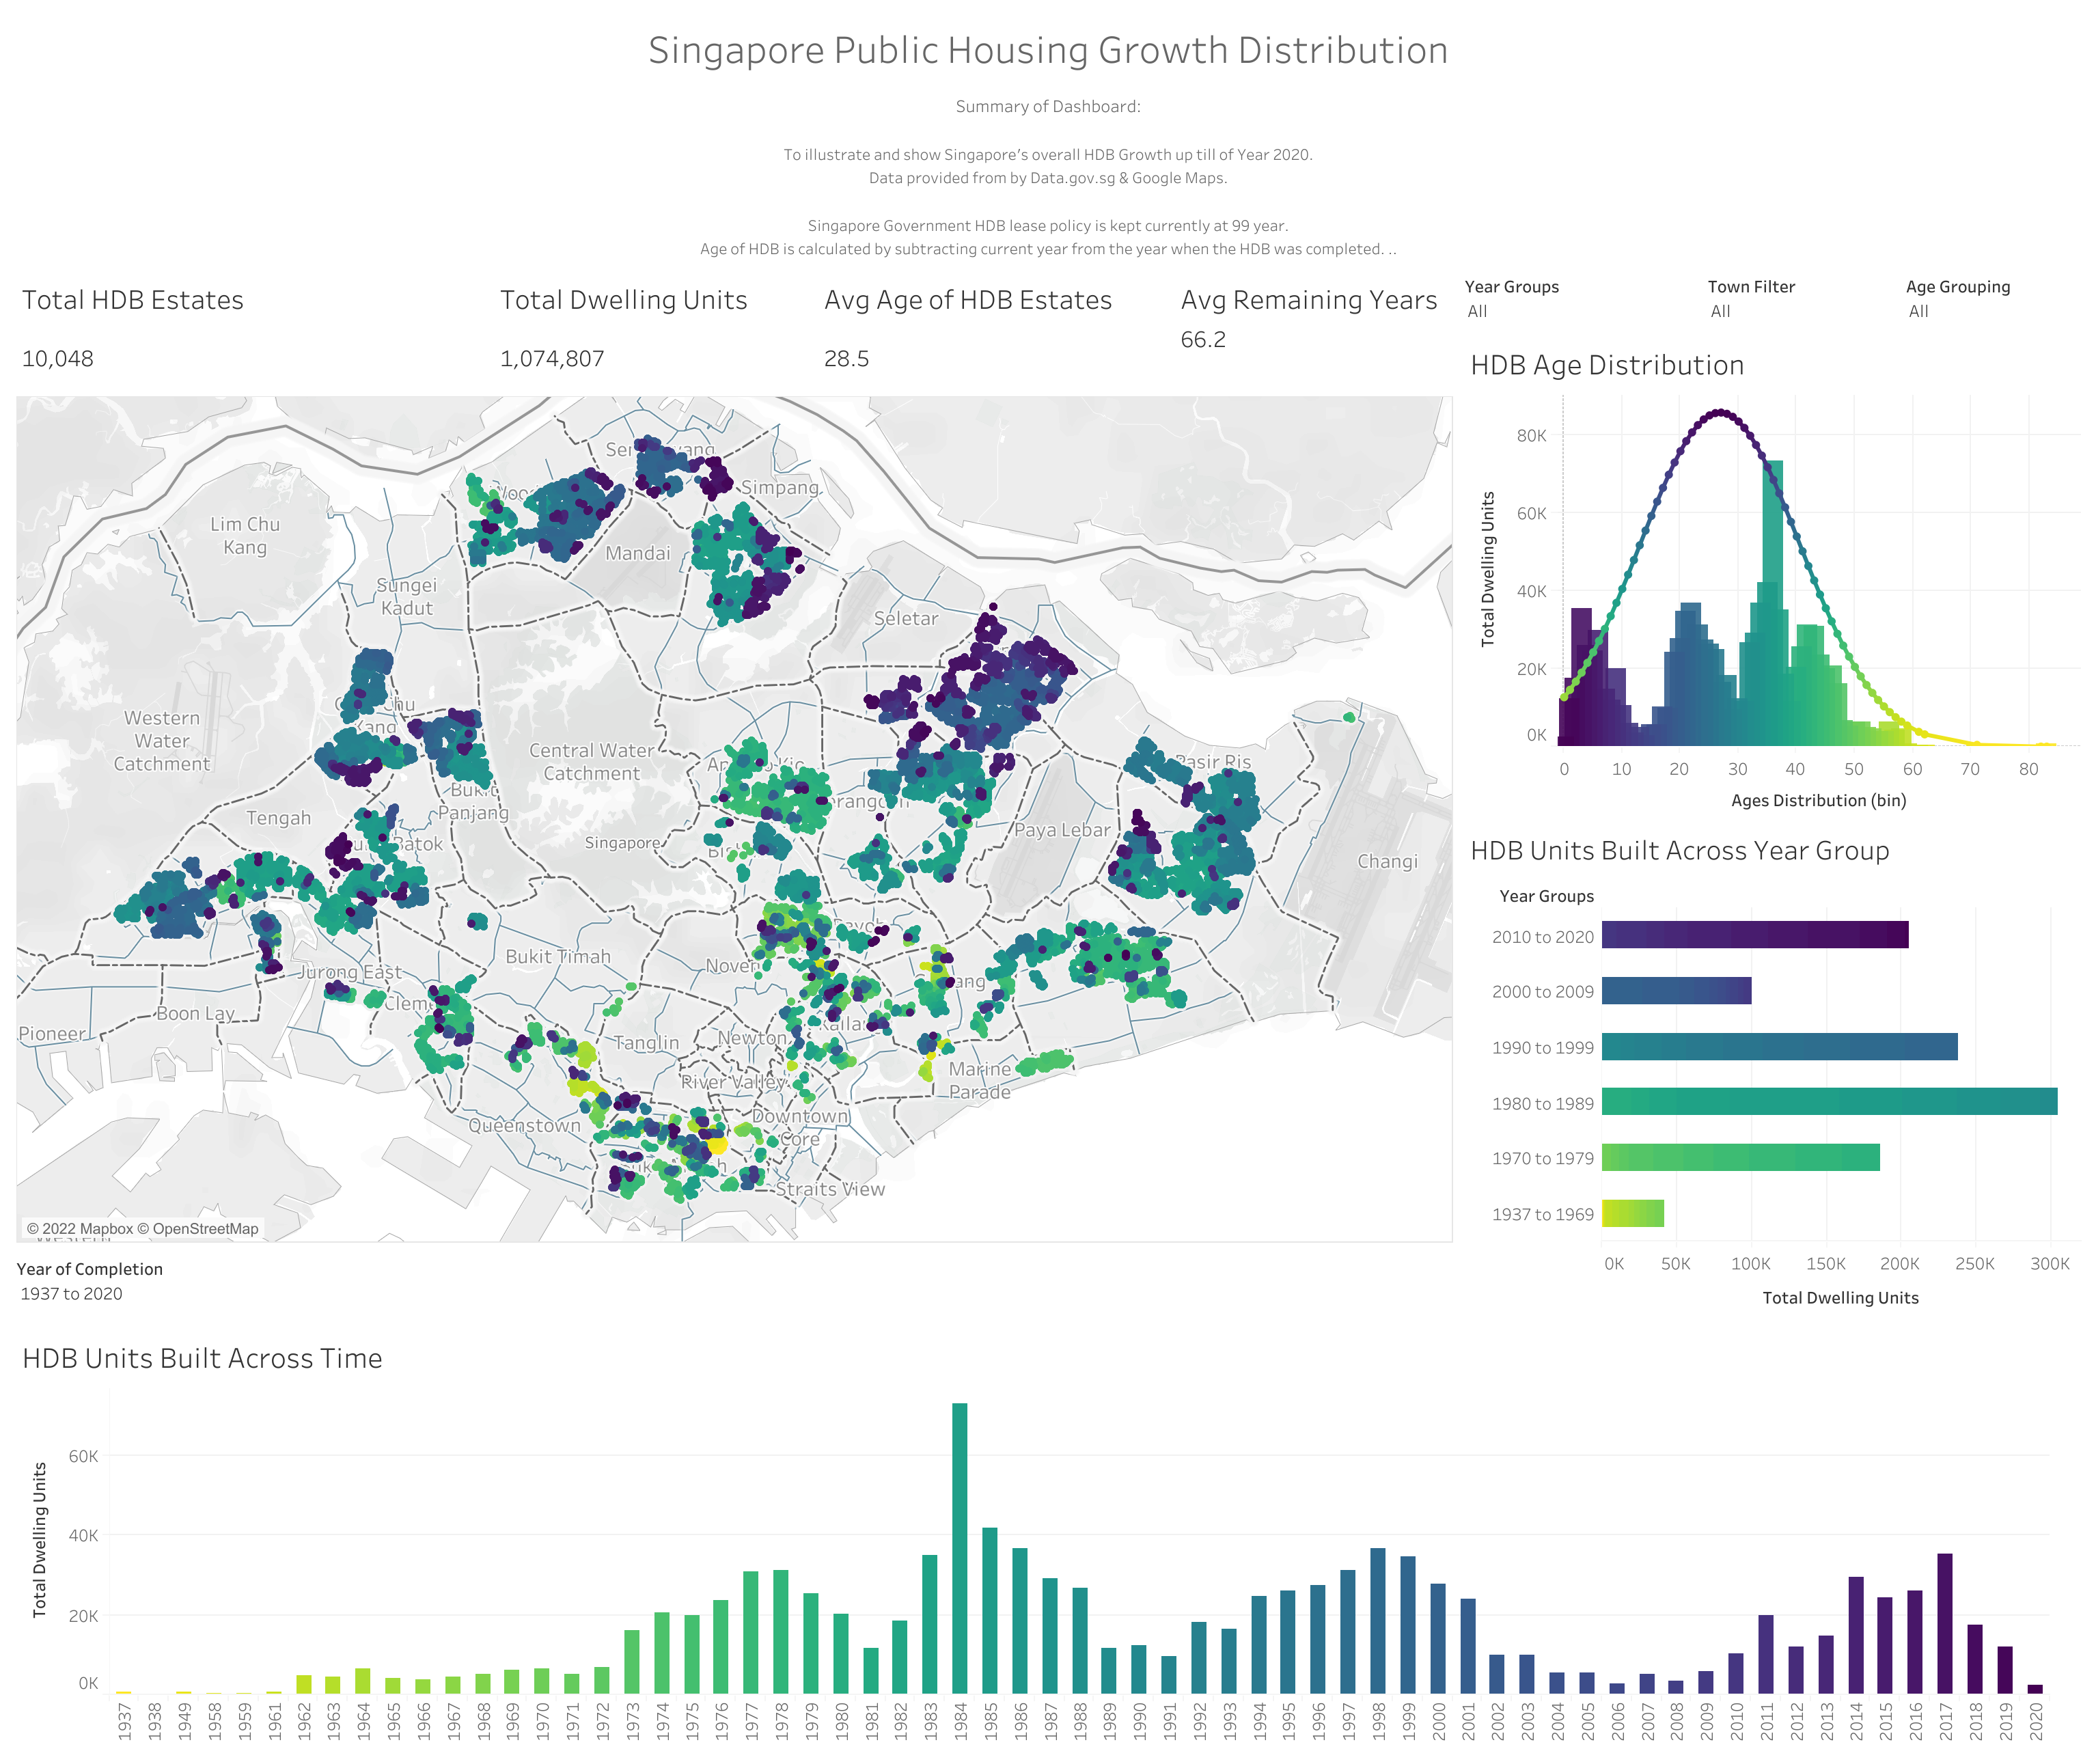 Singapore Public Housing Growth Distribution
Summary of Dashboard:
To illustrate and show Singapore's overall HDB Growth up till of Year 2020.
Data provided from by Data.gov.sg & Google Maps.
Singapore Government HDB lease policy is kept currently at 99 year.
Age of HDB is calculated by subtracting current year from the year when the HDB was completed. ..
Total HDB Estates
10,048
Total Dwelling Units
1,074,807
Avg Age of HDB Estates
28.5
Avg Remaining Years
66.2
Year Groups
All
Town Filter
All
Age Grouping
All
Simpang
Lim Chu
Kang
Mandai
Sungei
Kadut
Seletar
Western
Water
Catchment
Central Water
Catchment
Pasir Ris
Bukit
Panjang
Tengah
Paya Lebar
Singapore
Batok
Changi
Bukit Timah
Jurong East
Boon Lay
Pioneer
Tanglin
Newton
Marine
Parade
River Valley
Downtown
Core
Queenstown
Straits View
© 2022 Mapbox © OpenStreetMap
Year of Completion
1937 to 2020
HDB Age Distribution
Total Dwelling Units
80K
60K
40K
20K
0K
0 10 20 30 40 50 60 70 80
Ages Distribution (bin)
HDB Units Built Across Year Group
Year Groups
2010 to 2020
2000 to 2009
1990 to 1999
1980 to 1989
1970 to 1979
1937 to 1969
0K 50K 100K 150K 200K 250K 300K
Total Dwelling Units
HDB Units Built Across Time
Total Dwelling Units
60K
40K
20K
0K
1937 1938 1949 1958 1959 1961 1962 1963 1964 1965 1966 1967 1968 1969 1970 1971 1972 1973 1974 1975 1976 1977 1978 1979 1980 1981 1982 1983 1984 1985 1986 1987 1988 1989 1990 1991 1992 1993 1994 1995 1996 1997 1998 1999 2000 2001 2002 2003 2004 2005 2006 2007 2008 2009 2010 2011 2012 2013 2014 2015 2016 2017 2018 2019 2020